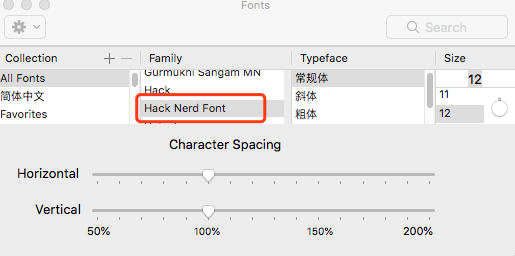 Fonts
Search
Collection Family Typeface Size
All Fonts Gurmukhi Sangam MN 常规体 12
简体中文 Hack 斜体 11
Favorites Hack Nerd Font 粗体 12
Character Spacing
Horizontal
Vertical
50% 100% 150% 200%